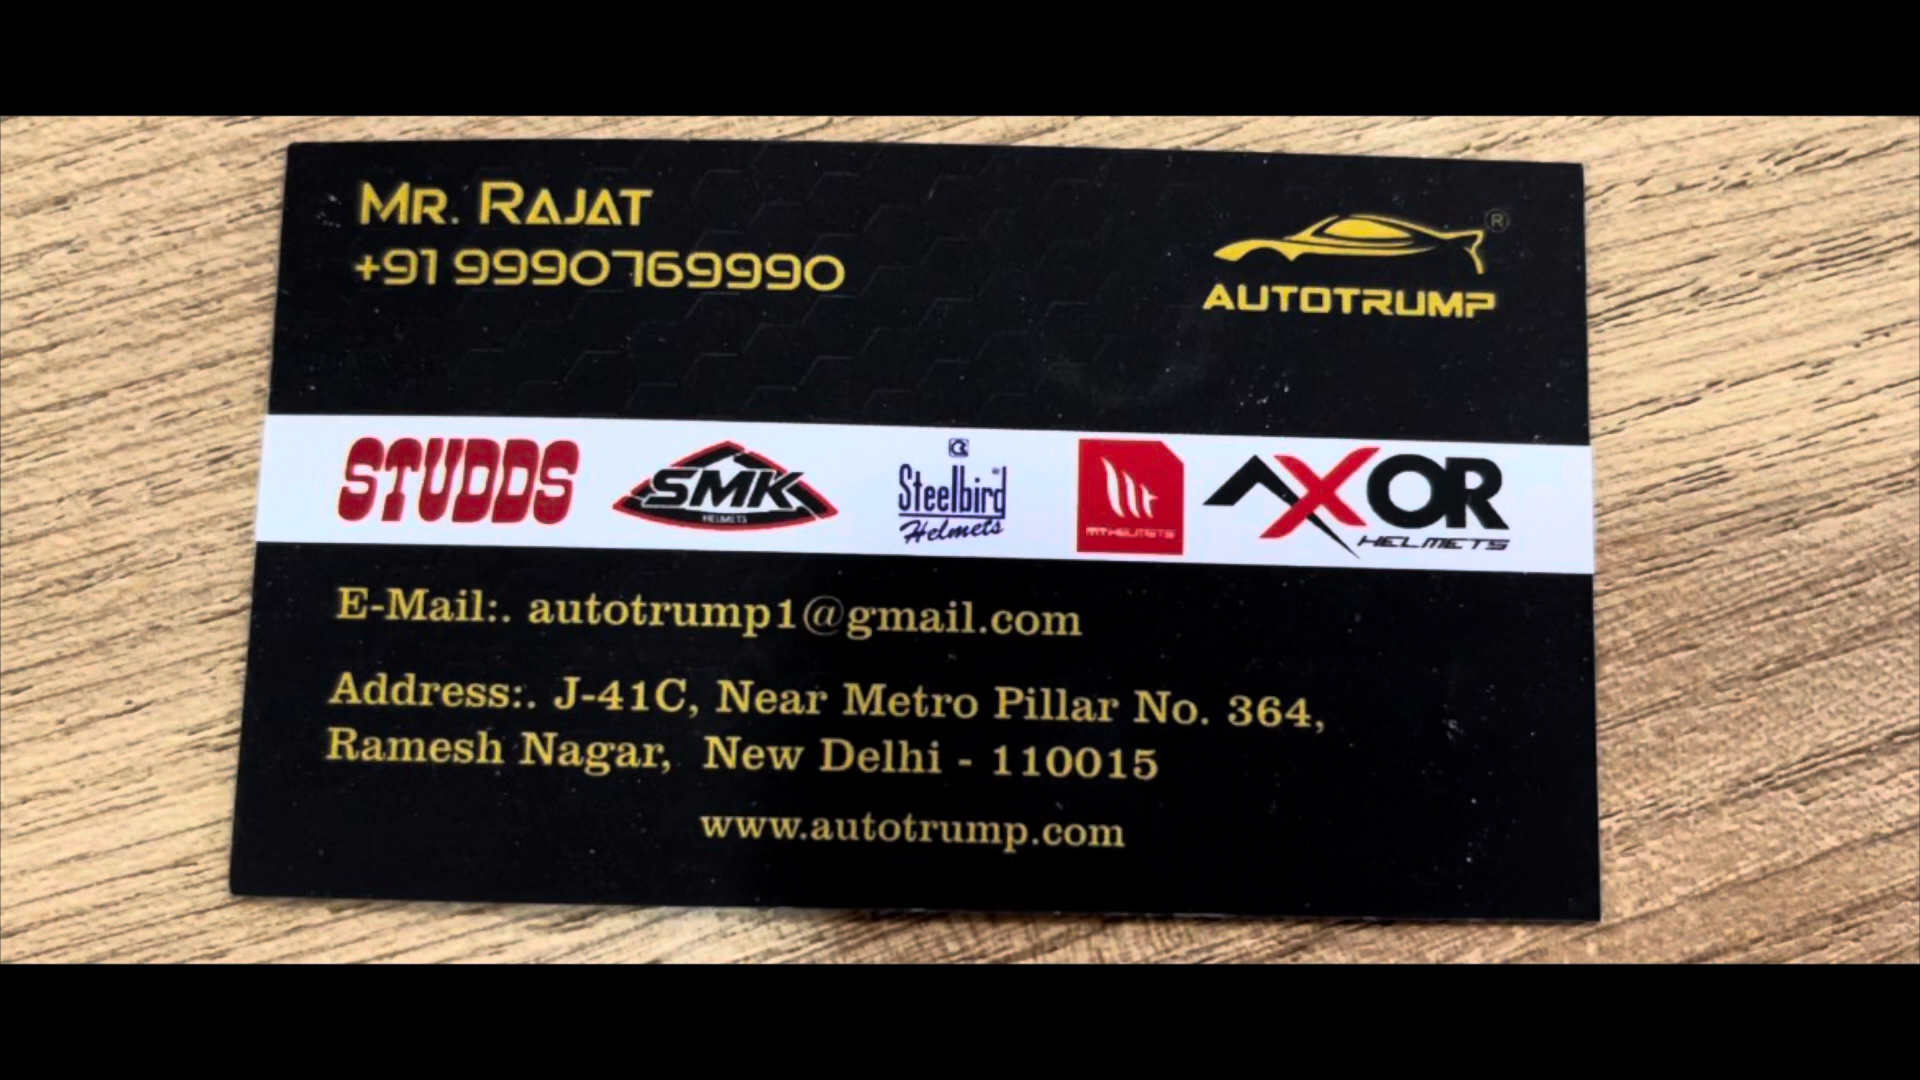 MR. RAJAT
+91 9990769990
®
AUTOTRUMP
STUDDS
SMK
HELMETS
Steelbird®
Helmets
MT HELMETS
AXOR
HELMETS
E-Mail:. autotrump1@gmail.com
Address:. J-41C, Near Metro Pillar No. 364,
Ramesh Nagar, New Delhi - 110015
www.autotrump.com